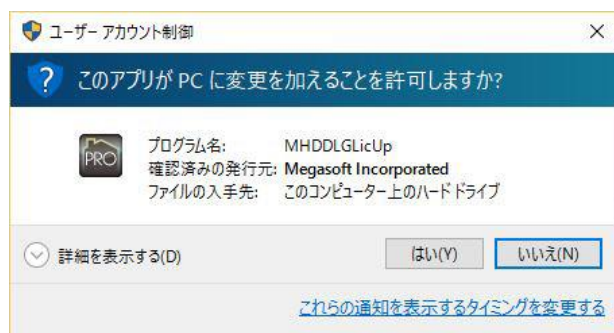 ユーザー アカウント制御
このアプリが PC に変更を加えることを許可しますか?
PRO
プログラム名: MHDDLGLicUp
確認済みの発行元: Megasoft Incorporated
ファイルの入手先: このコンピューター上のハード ドライブ
詳細を表示する(D)
はい(Y)
いいえ(N)
これらの通知を表示するタイミングを変更する